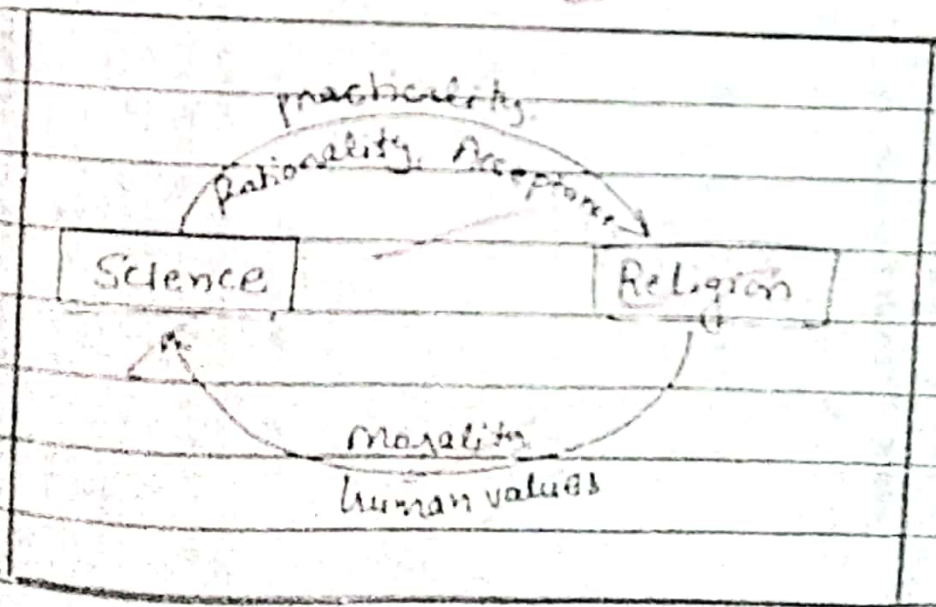 practicality.
Rationality. Acceptance
Science
Religion
Morality
human values